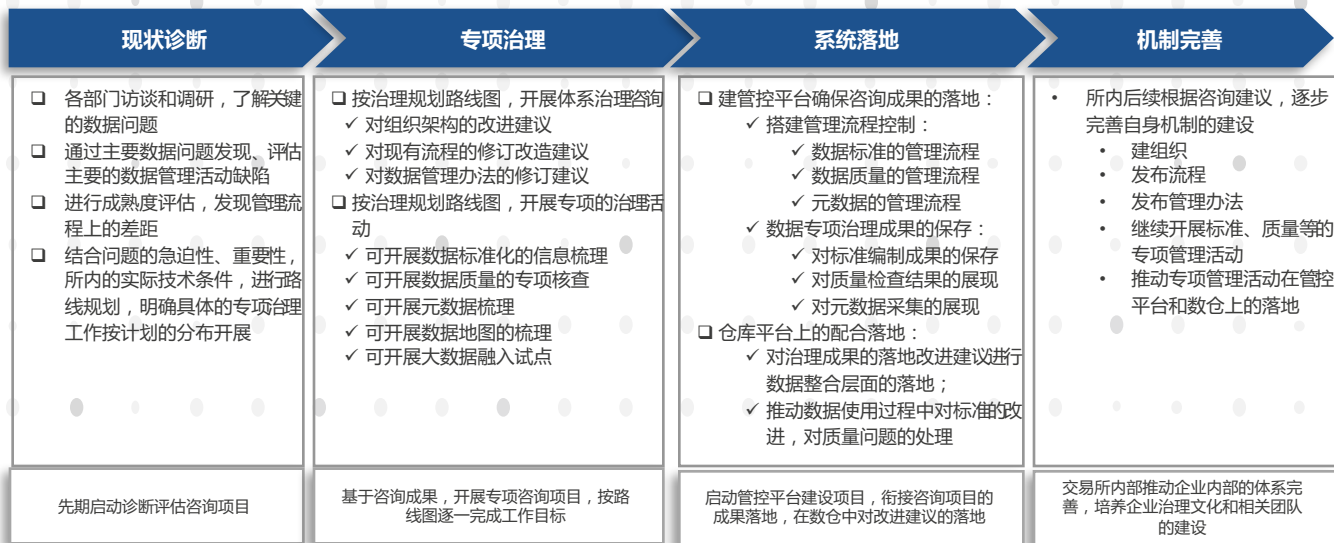 现状诊断
专项治理
系统落地
机制完善
各部门访谈和调研，了解关键
的数据问题
通过主要数据问题发现、评估
主要的数据管理活动缺陷
进行成熟度评估，发现管理流
程上的差距
结合问题的急迫性、重要性，
所内的实际技术条件，进行路
线规划，明确具体的专项治理
工作按计划的分布开展
按治理规划路线图，开展体系治理咨询
对组织架构的改进建议
对现有流程的修订改造建议
对数据管理办法的修订建议
按治理规划路线图，开展专项的治理活
动
可开展数据标准化的信息梳理
可开展数据质量的专项核查
可开展元数据梳理
可开展数据地图的梳理
可开展大数据融入试点
建管控平台确保咨询成果的落地：
搭建管理流程控制：
数据标准的管理流程
数据质量的管理流程
元数据的管理流程
数据专项治理成果的保存：
对标准编制成果的保存
对质量检查结果的展现
对元数据采集的展现
仓库平台上的配合落地：
对治理成果的落地改进建议进行
数据整合层面的落地；
推动数据使用过程中对标准的改
进，对质量问题的处理
所内后续根据咨询建议，逐步
完善自身机制的建设
建组织
发布流程
发布管理办法
继续开展标准、质量等的
专项管理活动
推动专项管理活动在管控
平台和数仓上的落地
先期启动诊断评估咨询项目
基于咨询成果，开展专项咨询项目，按路
线图逐一完成工作目标
启动管控平台建设项目，衔接咨询项目的
成果落地，在数仓中对改进建议的落地
交易所内部推动企业内部的体系完
善，培养企业治理文化和相关团队
的建设